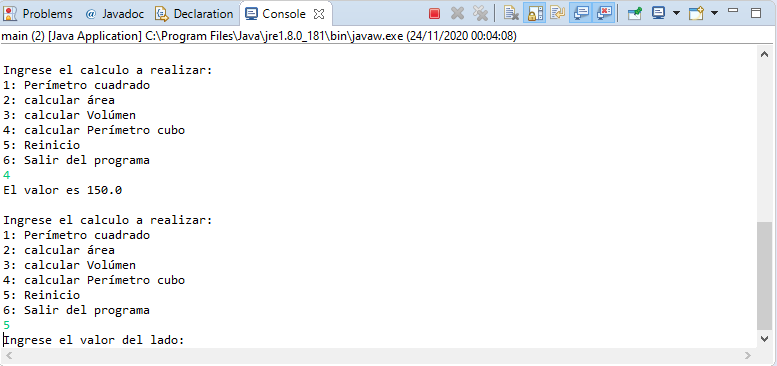 Problems @ Javadoc Declaration Console
main (2) [Java Application] C:\Program Files\Java\jre1.8.0_181\bin\javaw.exe (24/11/2020 00:04:08)
Ingrese el calculo a realizar:
1: Perímetro cuadrado
2: calcular área
3: calcular Volúmen
4: calcular Perímetro cubo
5: Reinicio
6: Salir del programa
4
El valor es 150.0
Ingrese el calculo a realizar:
1: Perímetro cuadrado
2: calcular área
3: calcular Volúmen
4: calcular Perímetro cubo
5: Reinicio
6: Salir del programa
5
Ingrese el valor del lado: